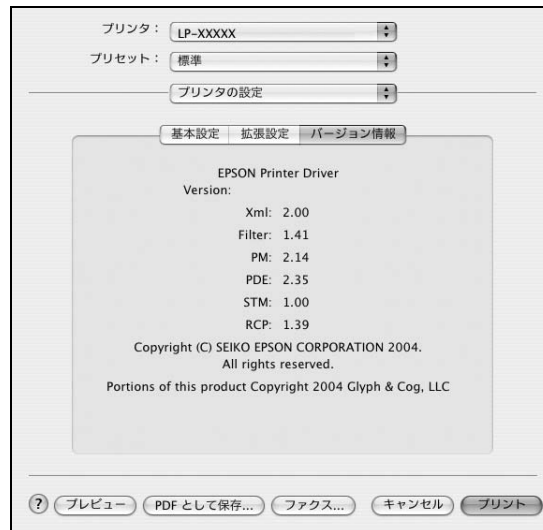 プリンタ： LP-XXXXX
プリセット： 標準
プリンタの設定
基本設定 拡張設定 バージョン情報
EPSON Printer Driver
Version:
Xml: 2.00
Filter: 1.41
PM: 2.14
PDE: 2.35
STM: 1.00
RCP: 1.39
Copyright (C) SEIKO EPSON CORPORATION 2004.
All rights reserved.
Portions of this product Copyright 2004 Glyph & Cog, LLC
? プレビュー PDF として保存... ファクス... キャンセル プリント